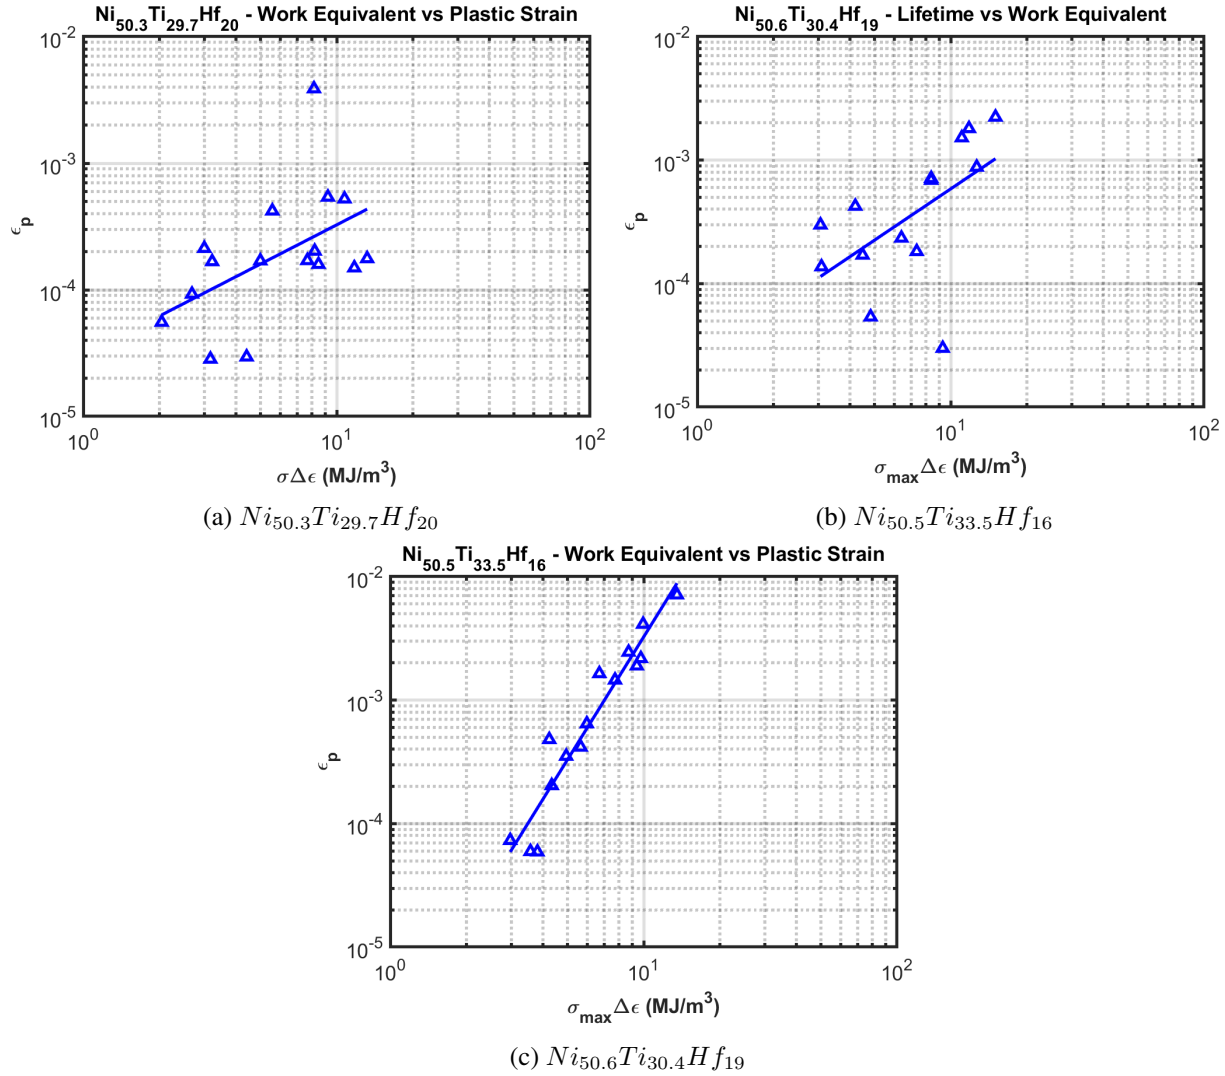 Ni50.3Ti29.7Hf20 - Work Equivalent vs Plastic Strain
10^-2
10^-3
10^-4
10^-5
ϵp
10^0
10^1
10^2
σΔϵ (MJ/m^3)
(a) Ni50.3Ti29.7Hf20
Ni50.6Ti30.4Hf19 - Lifetime vs Work Equivalent
10^-2
10^-3
10^-4
10^-5
ϵp
10^0
10^1
10^2
σmaxΔϵ (MJ/m^3)
(b) Ni50.5Ti33.5Hf16
Ni50.5Ti33.5Hf16 - Work Equivalent vs Plastic Strain
10^-2
10^-3
10^-4
10^-5
ϵp
10^0
10^1
10^2
σmaxΔϵ (MJ/m^3)
(c) Ni50.6Ti30.4Hf19